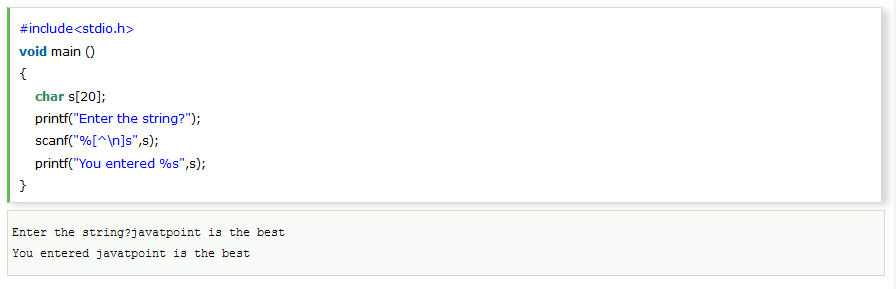 #include<stdio.h>
void main ()
{
char s[20];
printf("Enter the string?");
scanf("%[^\n]s",s);
printf("You entered %s",s);
}
Enter the string?javatpoint is the best
You entered javatpoint is the best